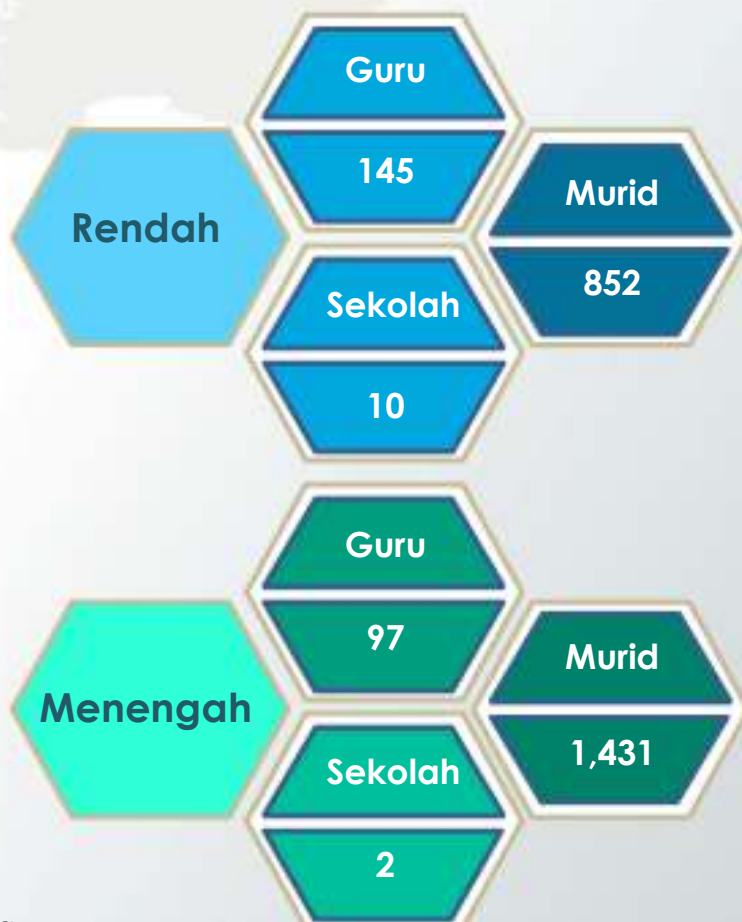 Rendah
Guru
145
Sekolah
10
Murid
852
Menengah
Guru
97
Sekolah
2
Murid
1,431